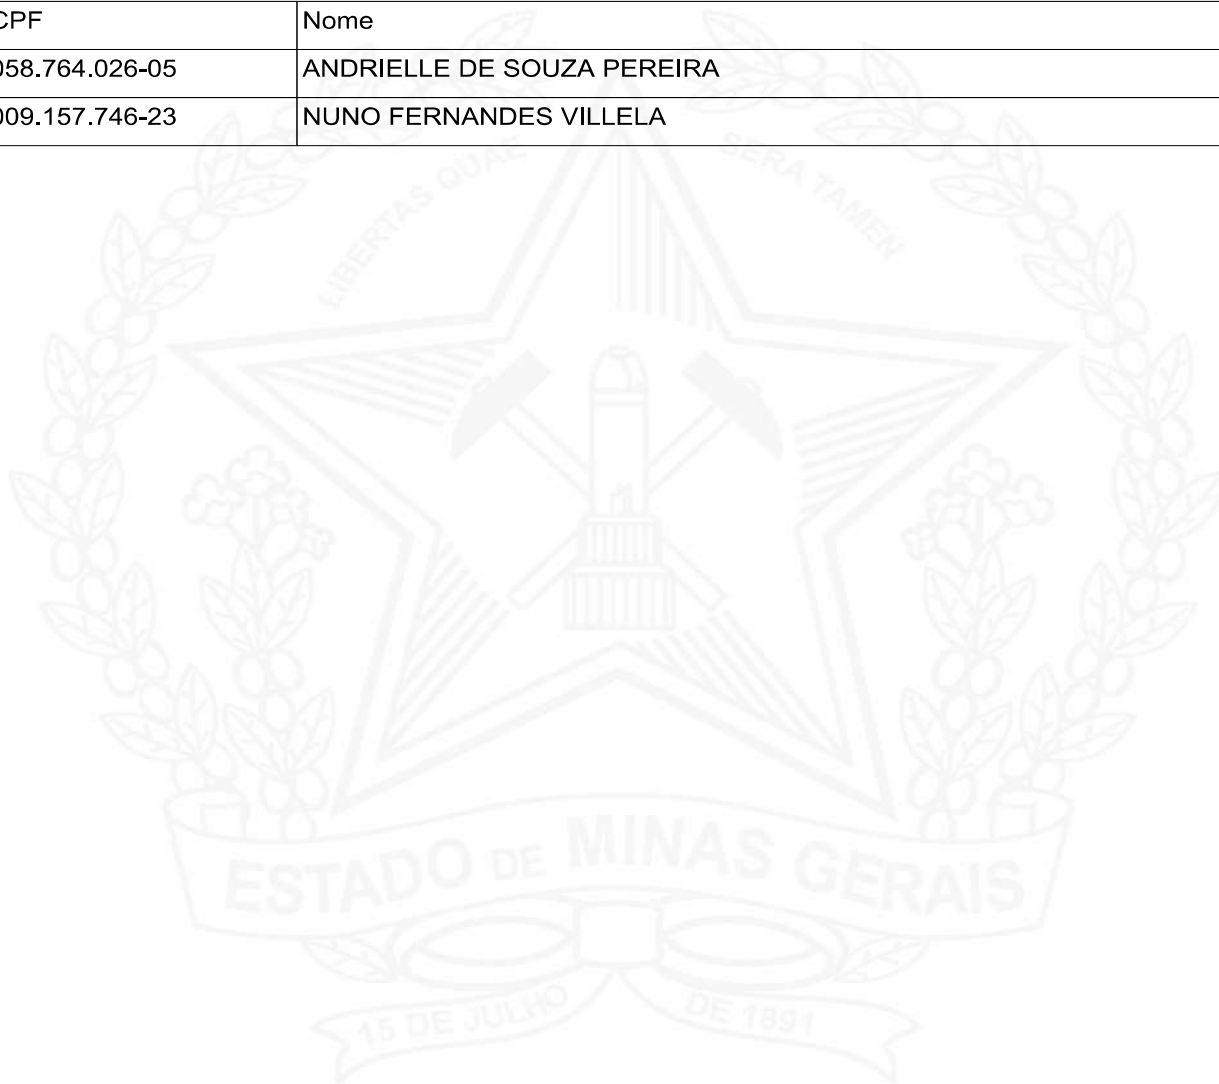 CPF Nome
058.764.026-05 ANDRIELLE DE SOUZA PEREIRA
009.157.746-23 NUNO FERNANDES VILLELA
LIBERTAS QUAE SERA TAMEN
ESTADO DE MINAS GERAIS
15 DE JULHO DE 1891